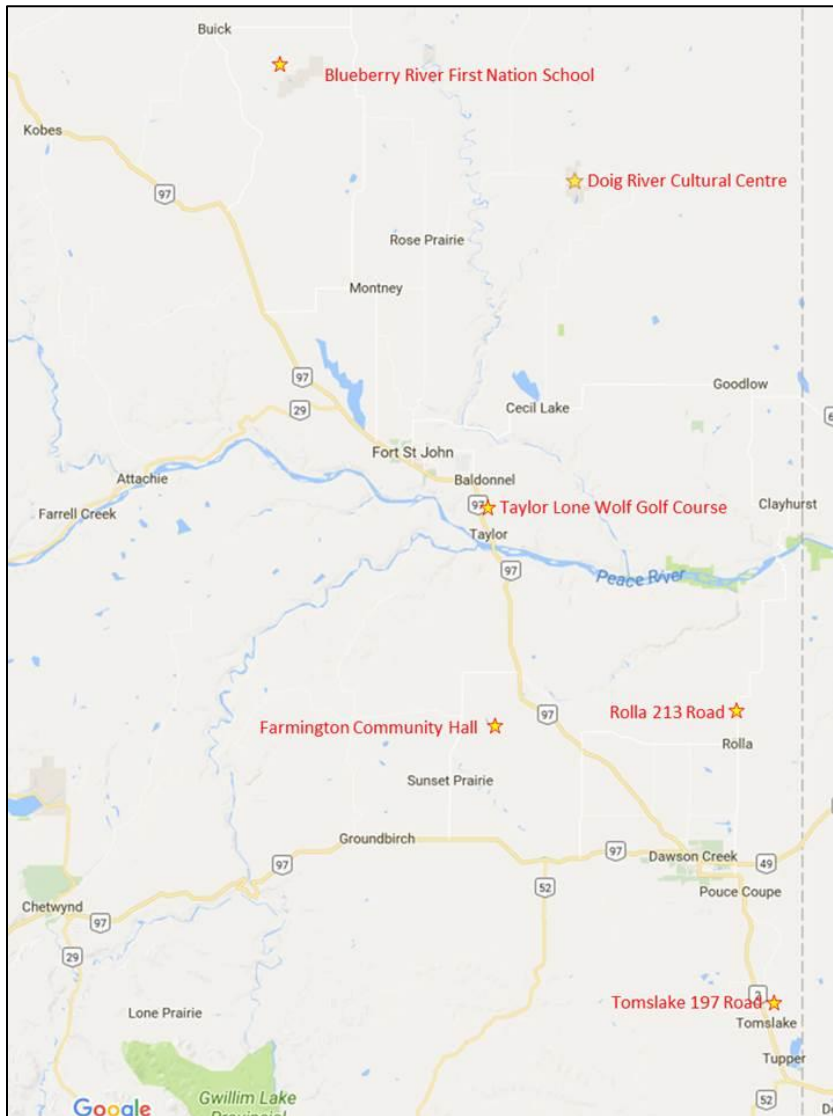 Buick
Blueberry River First Nation School
Kobes
97
Doig River Cultural Centre
Rose Prairie
Montney
97
29
Goodlow
Cecil Lake
6
Fort St John
Attachie
Baldonnel
Farrell Creek
97
Taylor Lone Wolf Golf Course
Clayhurst
Taylor
97
Peace River
Farmington Community Hall
97
Rolla 213 Road
Rolla
Sunset Prairie
Groundbirch
97
97
Dawson Creek
49
52
Pouce Coupe
Chetwynd
97
29
Lone Prairie
Tomslake 197 Road
2
Tomslake
Tupper
Google
Gwillim Lake
Provincial
52